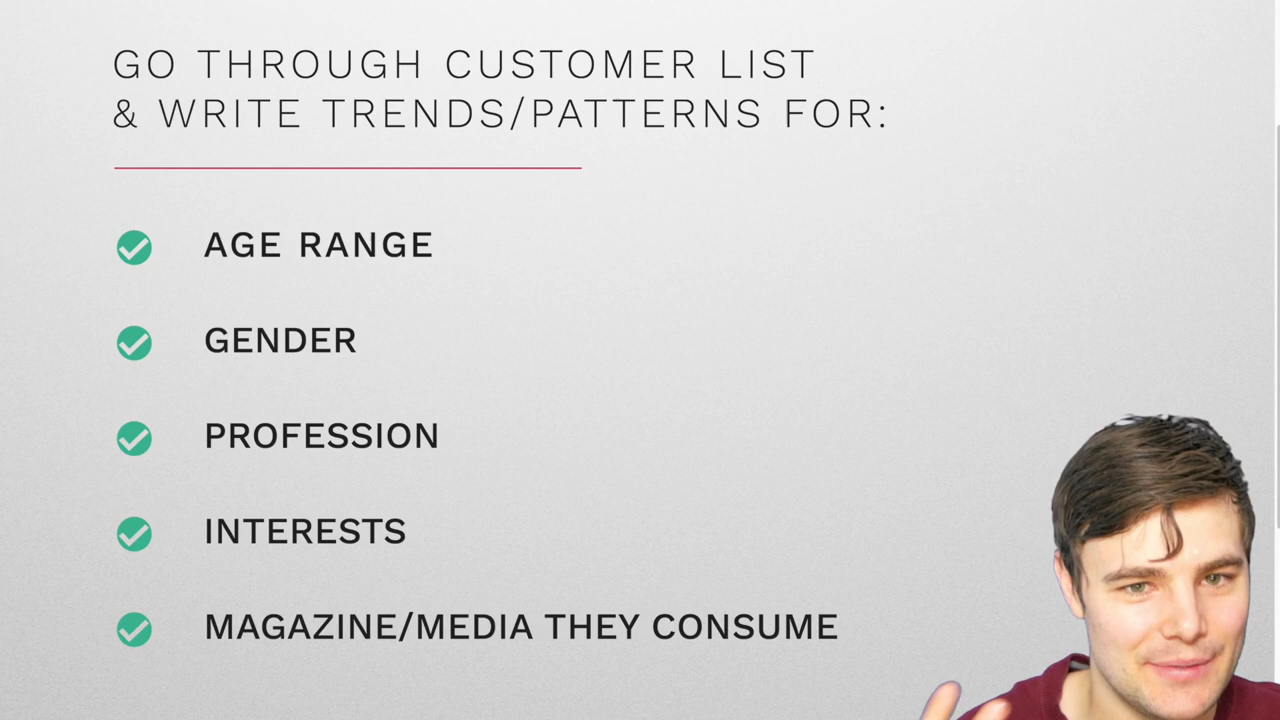 GO THROUGH CUSTOMER LIST
& WRITE TRENDS/PATTERNS FOR:
AGE RANGE
GENDER
PROFESSION
INTERESTS
MAGAZINE/MEDIA THEY CONSUME